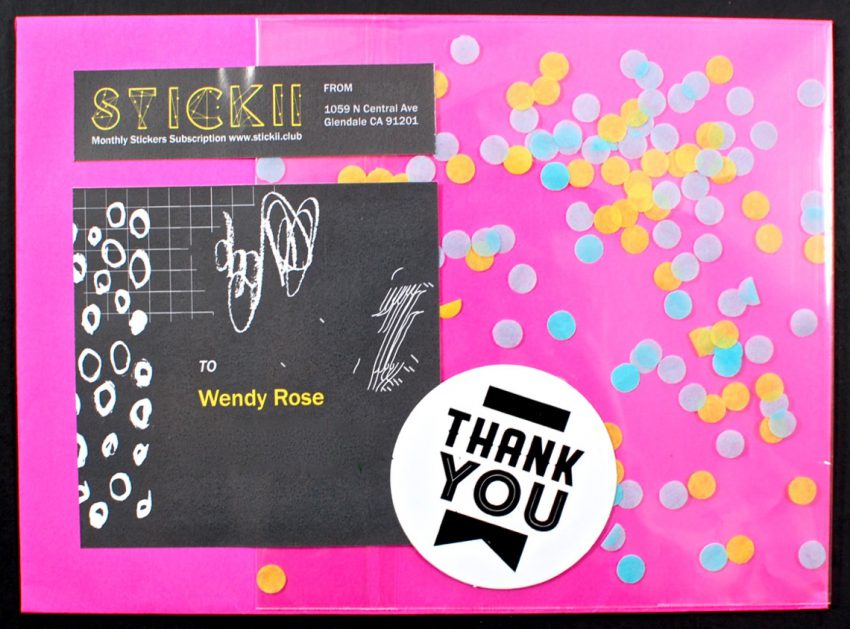 STICKII
Monthly Stickers Subscription www.stickii.club
FROM
1059 N Central Ave
Glendale CA 91201
TO
Wendy Rose
THANK
YOU